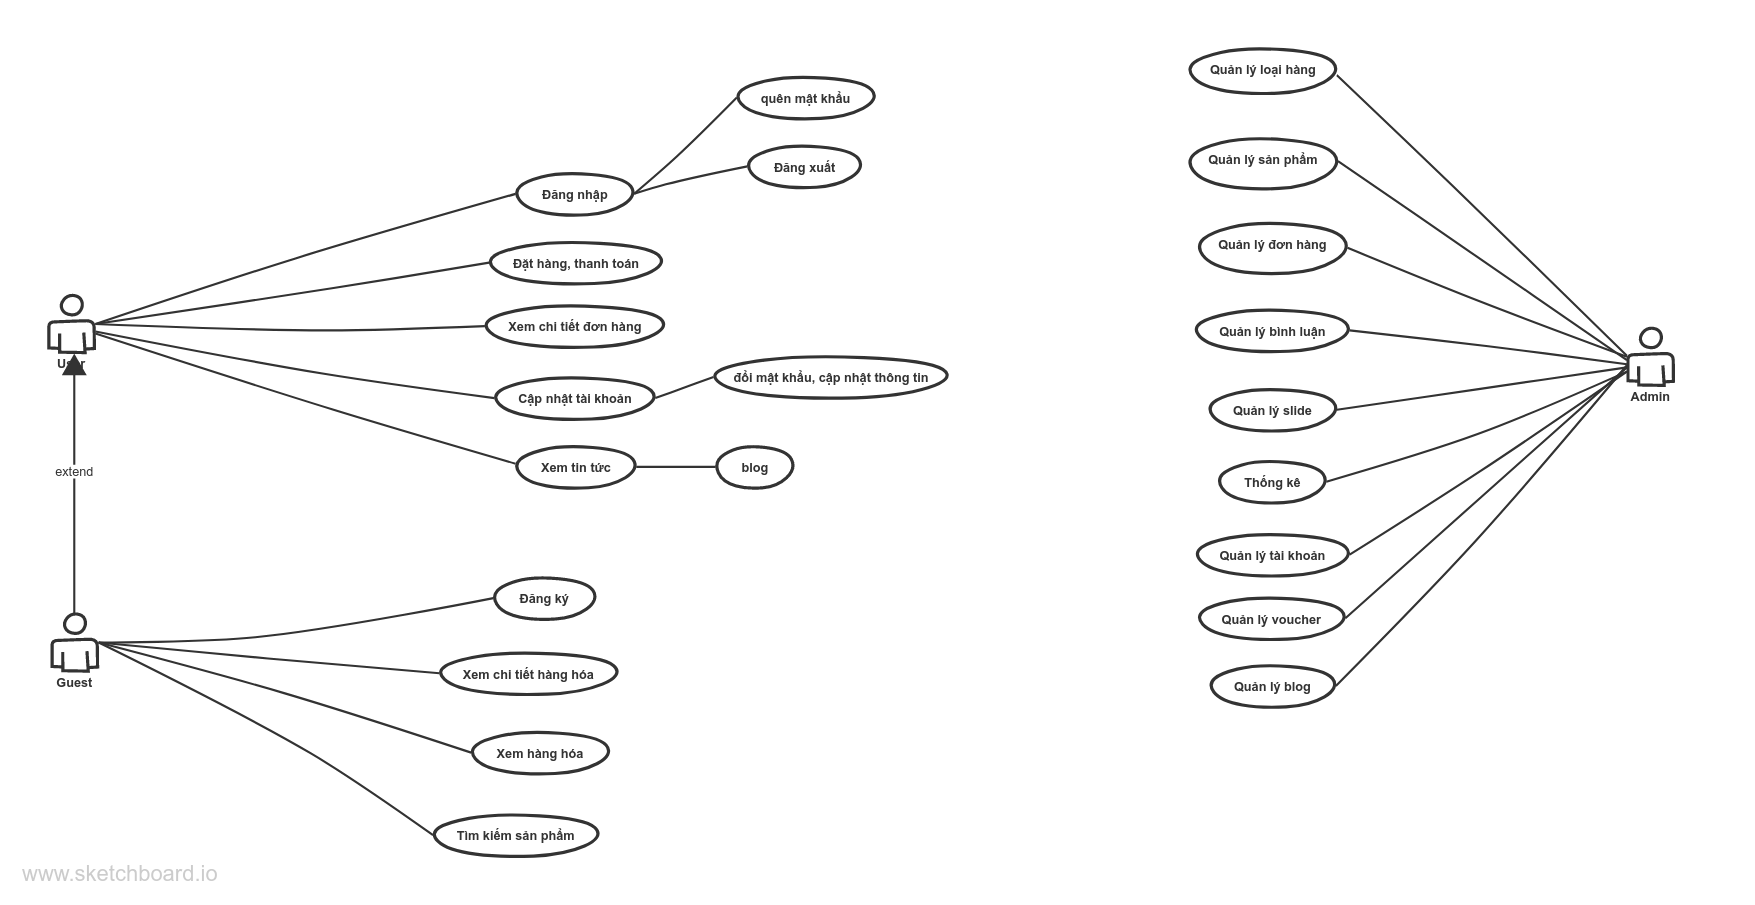 quên mật khẩu
Đăng xuất
Đăng nhập
Đặt hàng, thanh toán
Xem chi tiết đơn hàng
User
đổi mật khẩu, cập nhật thông tin
Cập nhật tài khoản
Xem tin tức
blog
extend
Đăng ký
Xem chi tiết hàng hóa
Guest
Xem hàng hóa
Tìm kiếm sản phẩm
Quản lý loại hàng
Quản lý sản phẩm
Quản lý đơn hàng
Quản lý bình luận
Admin
Quản lý slide
Thống kê
Quản lý tài khoản
Quản lý voucher
Quản lý blog
www.sketchboard.io